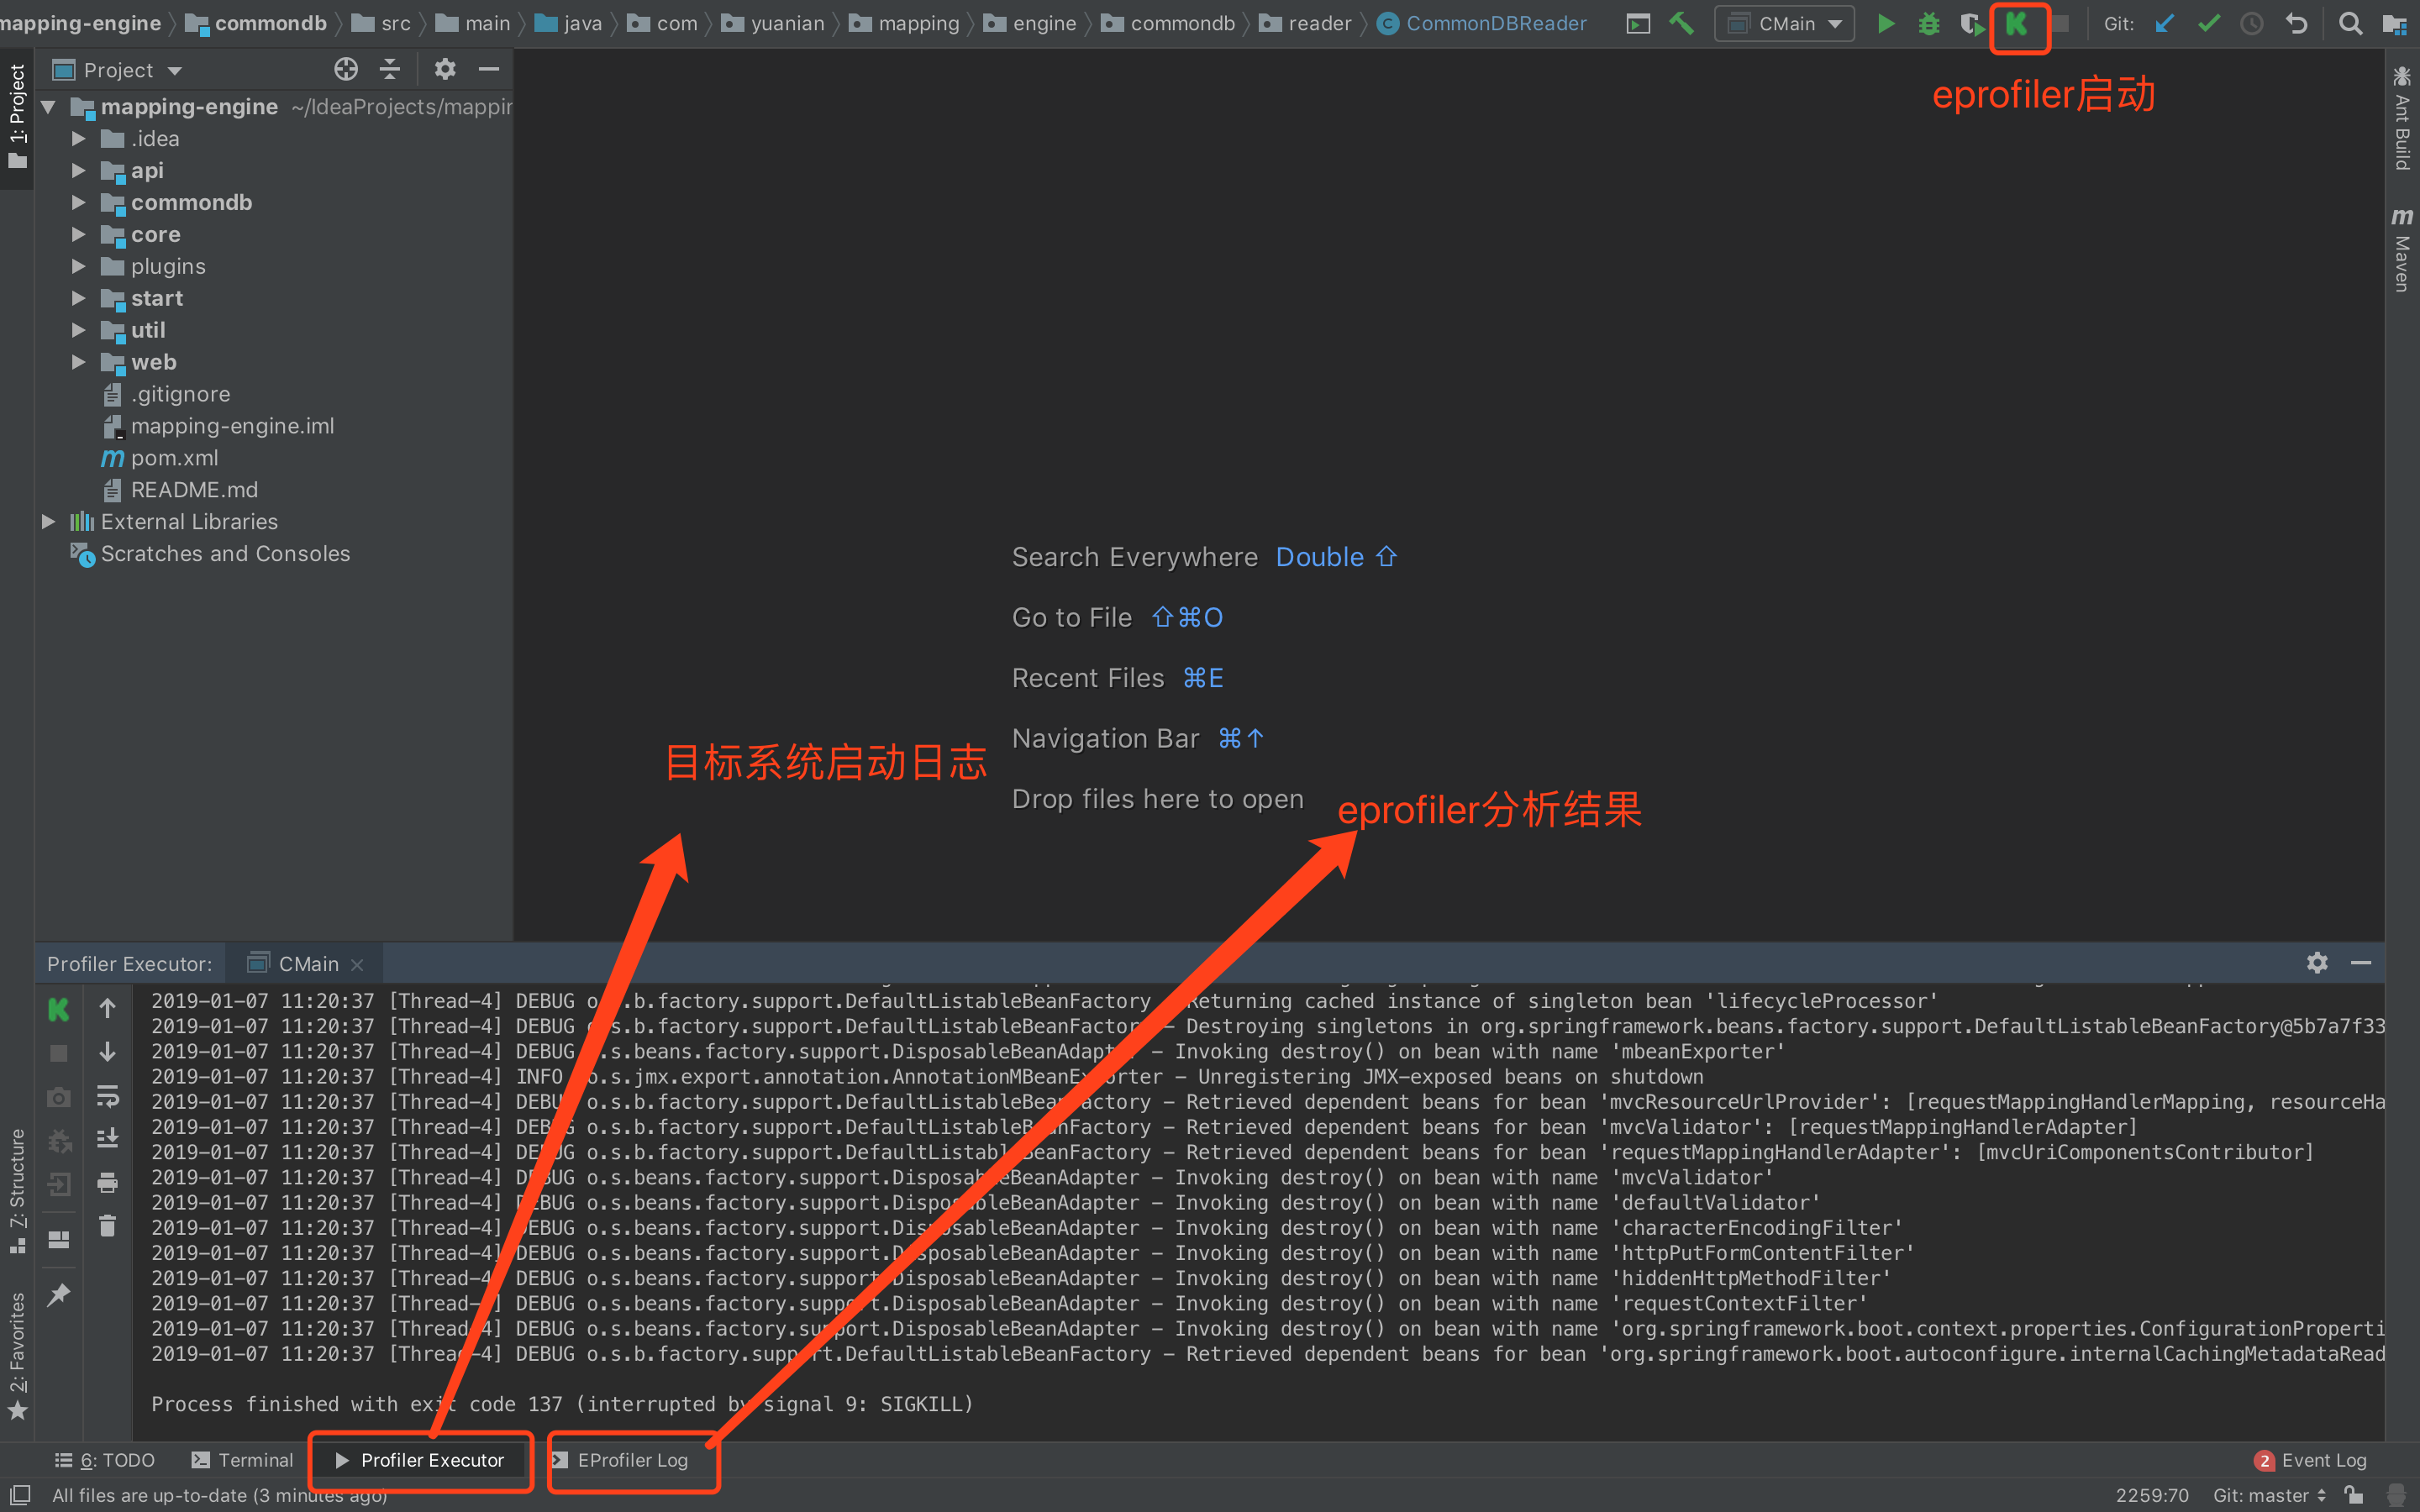 mapping-engine commondb src main java com yuanian mapping engine commondb reader CommonDBReader CMain Git:
eprofiler启动
1: Project
Project
mapping-engine ~/IdeaProjects/mappin
.idea
api
commondb
core
plugins
start
util
web
.gitignore
mapping-engine.iml
pom.xml
README.md
External Libraries
Scratches and Consoles
Ant Build
Maven
Search Everywhere Double ⇧
Go to File ⇧⌘O
Recent Files ⌘E
Navigation Bar ⌘↑
Drop files here to open
目标系统启动日志
eprofiler分析结果
Profiler Executor: CMain
2019-01-07 11:20:37 [Thread-4] DEBUG o.s.b.factory.support.DefaultListableBeanFactory - Returning cached instance of singleton bean 'lifecycleProcessor'
2019-01-07 11:20:37 [Thread-4] DEBUG o.s.b.factory.support.DefaultListableBeanFactory - Destroying singletons in org.springframework.beans.factory.support.DefaultListableBeanFactory@5b7a7f33
2019-01-07 11:20:37 [Thread-4] DEBUG o.s.beans.factory.support.DisposableBeanAdapter - Invoking destroy() on bean with name 'mbeanExporter'
2019-01-07 11:20:37 [Thread-4] INFO o.s.jmx.export.annotation.AnnotationMBeanExporter - Unregistering JMX-exposed beans on shutdown
2019-01-07 11:20:37 [Thread-4] DEBUG o.s.b.factory.support.DefaultListableBeanFactory - Retrieved dependent beans for bean 'mvcResourceUrlProvider': [requestMappingHandlerMapping, resourceHa
2019-01-07 11:20:37 [Thread-4] DEBUG o.s.b.factory.support.DefaultListableBeanFactory - Retrieved dependent beans for bean 'mvcValidator': [requestMappingHandlerAdapter]
2019-01-07 11:20:37 [Thread-4] DEBUG o.s.b.factory.support.DefaultListableBeanFactory - Retrieved dependent beans for bean 'requestMappingHandlerAdapter': [mvcUriComponentsContributor]
2019-01-07 11:20:37 [Thread-4] DEBUG o.s.beans.factory.support.DisposableBeanAdapter - Invoking destroy() on bean with name 'mvcValidator'
2019-01-07 11:20:37 [Thread-4] DEBUG o.s.beans.factory.support.DisposableBeanAdapter - Invoking destroy() on bean with name 'defaultValidator'
2019-01-07 11:20:37 [Thread-4] DEBUG o.s.beans.factory.support.DisposableBeanAdapter - Invoking destroy() on bean with name 'characterEncodingFilter'
2019-01-07 11:20:37 [Thread-4] DEBUG o.s.beans.factory.support.DisposableBeanAdapter - Invoking destroy() on bean with name 'httpPutFormContentFilter'
2019-01-07 11:20:37 [Thread-4] DEBUG o.s.beans.factory.support.DisposableBeanAdapter - Invoking destroy() on bean with name 'hiddenHttpMethodFilter'
2019-01-07 11:20:37 [Thread-4] DEBUG o.s.beans.factory.support.DisposableBeanAdapter - Invoking destroy() on bean with name 'requestContextFilter'
2019-01-07 11:20:37 [Thread-4] DEBUG o.s.beans.factory.support.DisposableBeanAdapter - Invoking destroy() on bean with name 'org.springframework.boot.context.properties.ConfigurationProperti
2019-01-07 11:20:37 [Thread-4] DEBUG o.s.b.factory.support.DefaultListableBeanFactory - Retrieved dependent beans for bean 'org.springframework.boot.autoconfigure.internalCachingMetadataRead
Process finished with exit code 137 (interrupted by signal 9: SIGKILL)
7: Structure
2: Favorites
6: TODO Terminal Profiler Executor EProfiler Log 2 Event Log
All files are up-to-date (3 minutes ago) 2259:70 Git: master